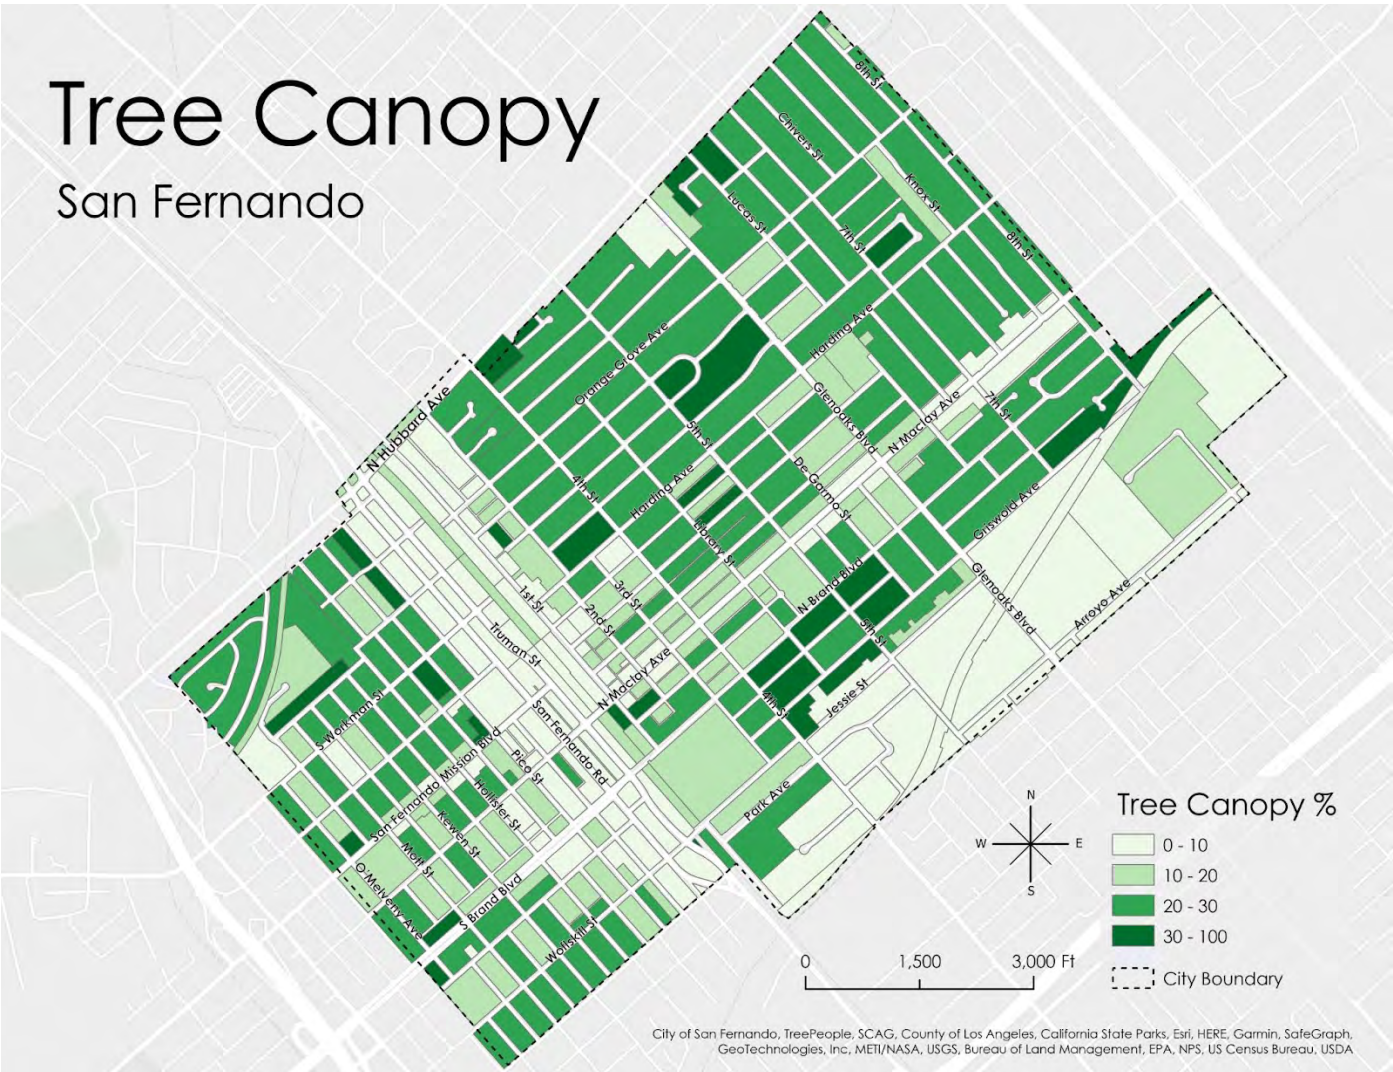 Tree Canopy
San Fernando
8th St
Chivers St
Knox St
Lucas St
7th St
8th St
Harding Ave
Orange Grove Ave
N Hubbard Ave
Glenoaks Blvd
N Maclay Ave
7th St
5th St
De Garmo St
4th St
Harding Ave
Library St
Griswold Ave
Glenoaks Blvd
Arroyo Ave
1st St
2nd St
3rd St
N Brand Blvd
5th St
Truman St
N Maclay Ave
Jessie St
4th St
S Workman St
San Fernando Rd
San Fernando Mission Blvd
Pico St
Hollister St
Kewen St
Mott St
Park Ave
O'Melveny Ave
S Brand Blvd
Wolfskill St
N
W E
S
Tree Canopy %
0 - 10
10 - 20
20 - 30
30 - 100
City Boundary
0 1,500 3,000 Ft
City of San Fernando, TreePeople, SCAG, County of Los Angeles, California State Parks, Esri, HERE, Garmin, SafeGraph,
GeoTechnologies, Inc, METI/NASA, USGS, Bureau of Land Management, EPA, NPS, US Census Bureau, USDA